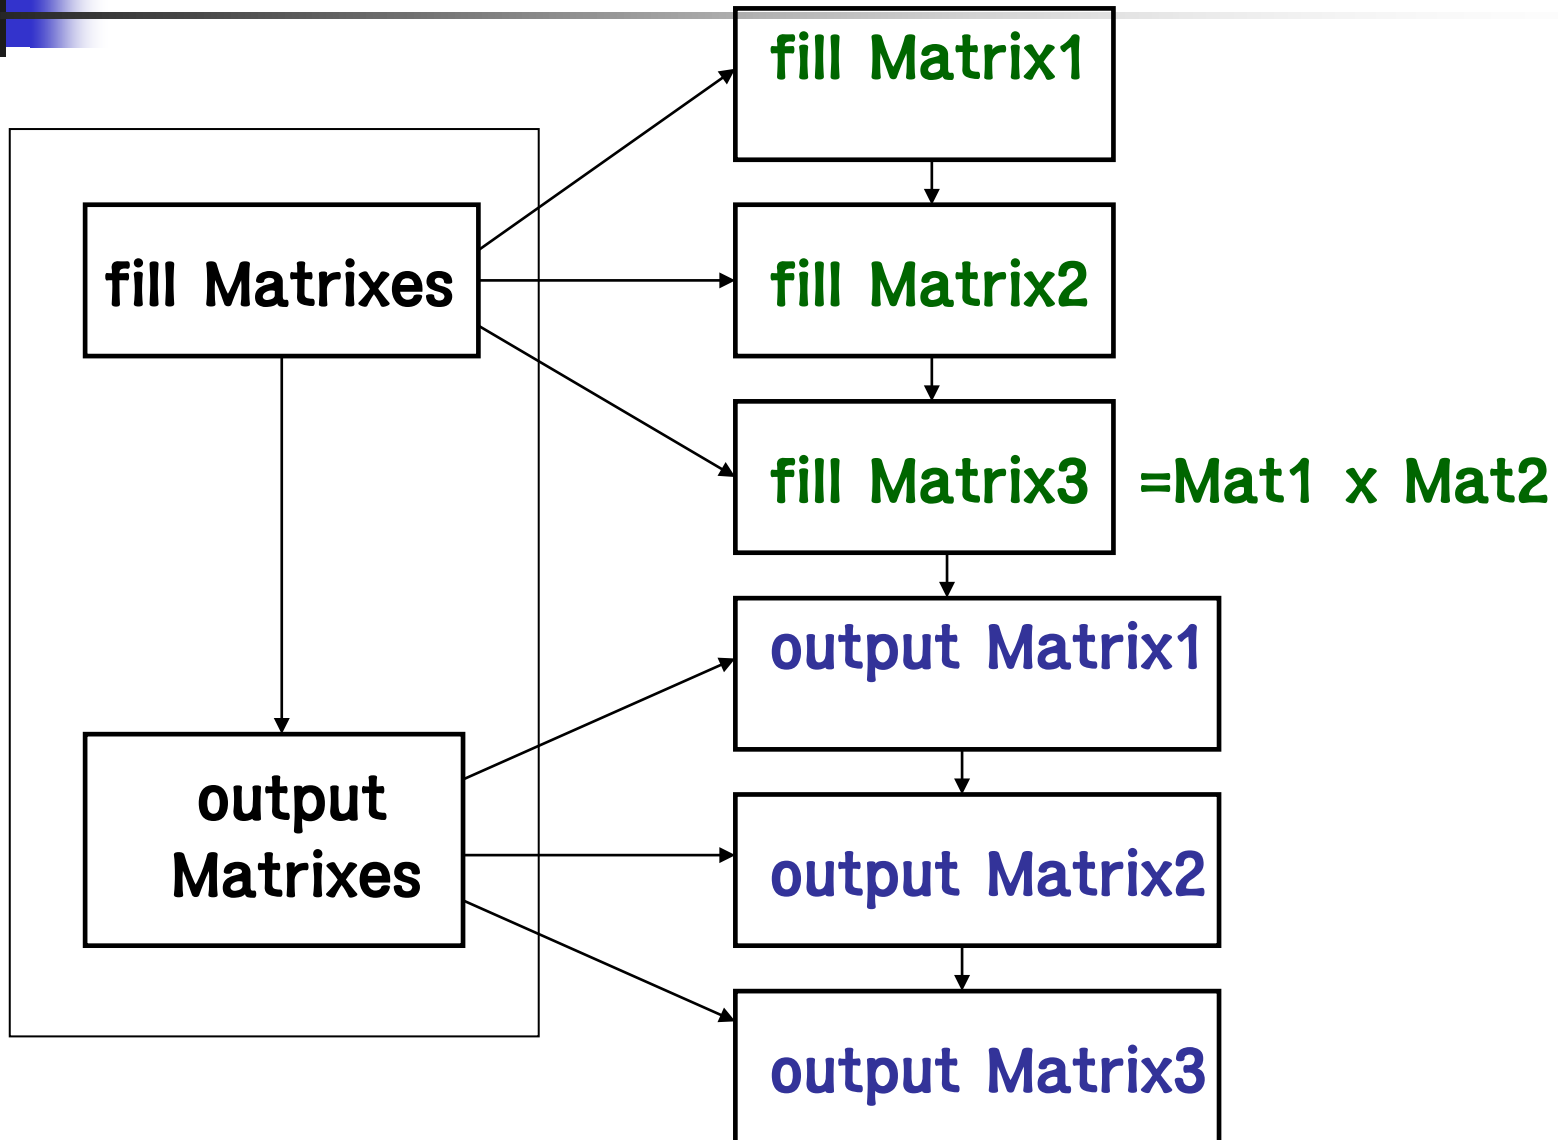 fill Matrix1
fill Matrixes
fill Matrix2
fill Matrix3 =Mat1 x Mat2
output Matrix1
output
Matrixes
output Matrix2
output Matrix3